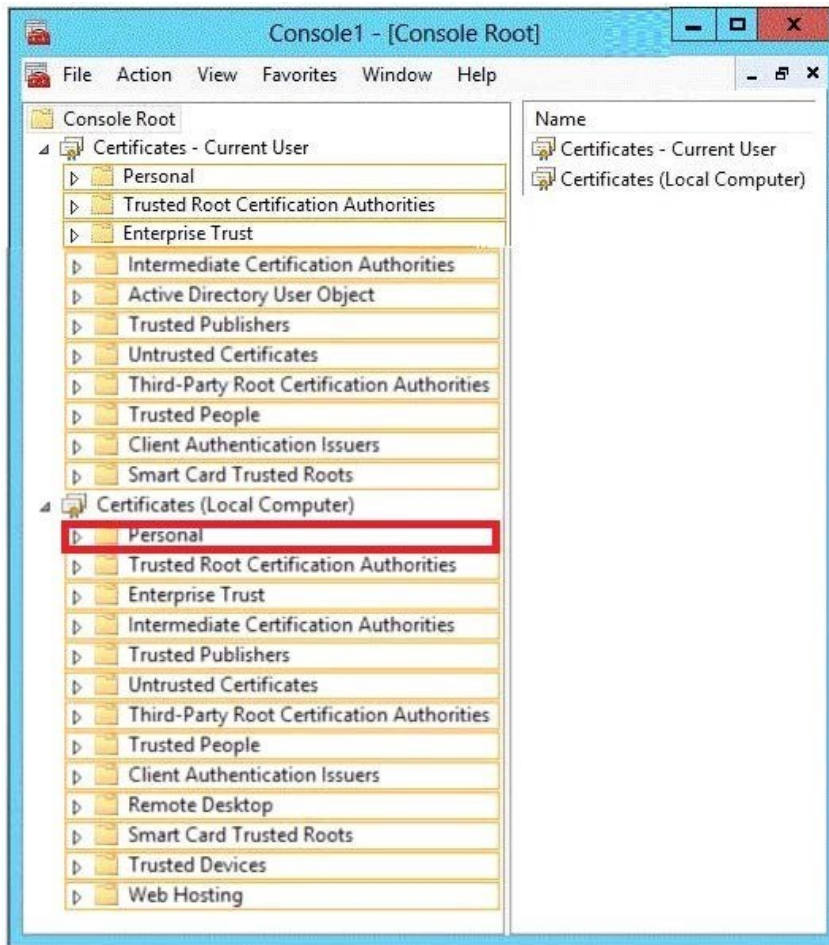 Console1 - [Console Root]
File Action View Favorites Window Help
Console Root
Certificates - Current User
Personal
Trusted Root Certification Authorities
Enterprise Trust
Intermediate Certification Authorities
Active Directory User Object
Trusted Publishers
Untrusted Certificates
Third-Party Root Certification Authorities
Trusted People
Client Authentication Issuers
Smart Card Trusted Roots
Certificates (Local Computer)
Personal
Trusted Root Certification Authorities
Enterprise Trust
Intermediate Certification Authorities
Trusted Publishers
Untrusted Certificates
Third-Party Root Certification Authorities
Trusted People
Client Authentication Issuers
Remote Desktop
Smart Card Trusted Roots
Trusted Devices
Web Hosting
Name
Certificates - Current User
Certificates (Local Computer)